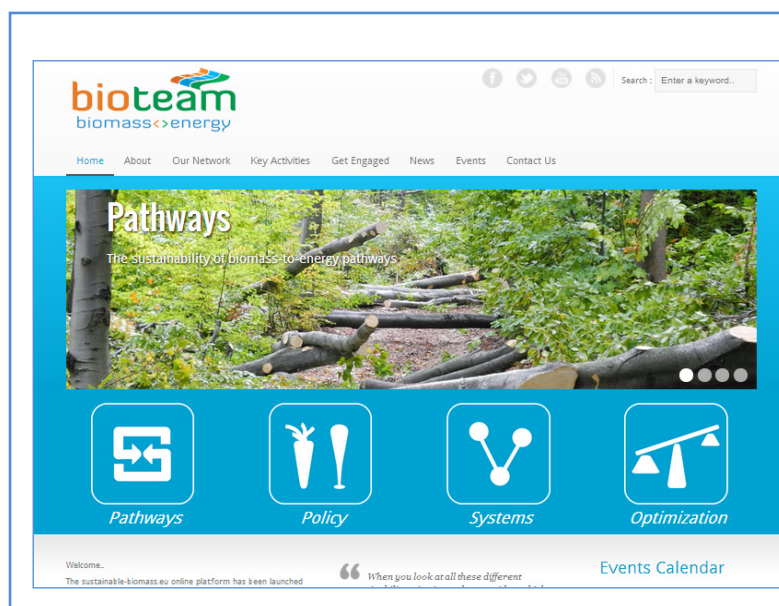 bioteam
biomass<>energy
Search : Enter a keyword..
Home About Our Network Key Activities Get Engaged News Events Contact Us
Pathways
The sustainability of biomass-to-energy pathways
Pathways Policy Systems Optimization
Welcome..
The sustainable-biomass.eu online platform has been launched
“ When you look at all these different
Events Calendar